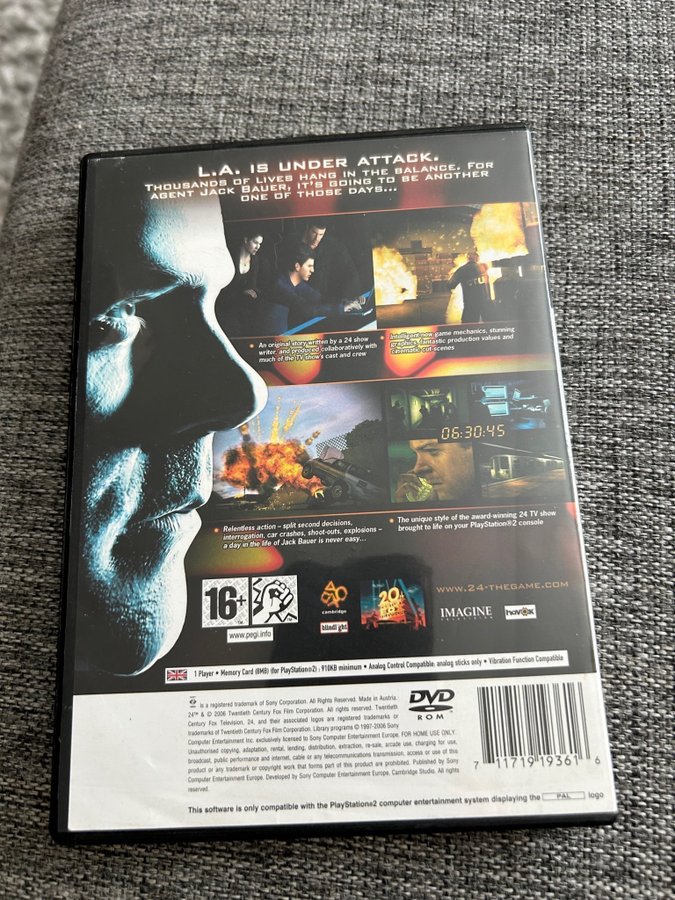 L.A. IS UNDER ATTACK.
THOUSANDS OF LIVES HANG IN THE BALANCE. FOR
AGENT JACK BAUER, IT'S GOING TO BE ANOTHER
ONE OF THOSE DAYS...
• An original story written by a 24 show
writer, and produced collaboratively with
much of the TV show's cast and crew
• Intelligent new game mechanics, stunning
graphics, fantastic production values and
cinematic cut-scenes
06:30:45
• Relentless action – split second decisions,
interrogation, car crashes, shoot-outs, explosions –
a day in the life of Jack Bauer is never easy...
• The unique style of the award-winning 24 TV show
brought to life on your PlayStation®2 console
16+
www.pegi.info
cambridge
20
IMAGINE
TELEVISION
havok
WWW.24-THEGAME.COM
1 Player • Memory Card (8MB) (for PlayStation®2) : 910KB minimum • Analog Control Compatible: analog sticks only • Vibration Function Compatible
is a registered trademark of Sony Corporation. All Rights Reserved. Made in Austria.
24™ & © 2006 Twentieth Century Fox Film Corporation. All rights reserved. Twentieth
Century Fox Television, 24, and their associated logos are registered trademarks or
trademarks of Twentieth Century Fox Film Corporation. Library programs © 1997-2006 Sony
Computer Entertainment Inc. exclusively licensed to Sony Computer Entertainment Europe. FOR HOME USE ONLY.
Unauthorised copying, adaptation, rental, lending, distribution, extraction, re-sale, arcade use, charging for use,
broadcast, public performance and internet, cable or any telecommunications transmission, access or use of this
product or any trademark or copyright work that forms part of this product are prohibited. Published by Sony
Computer Entertainment Europe. Developed by Sony Computer Entertainment Europe, Cambridge Studio. All rights
reserved.
DVD
ROM
7 11719 19361 6
This software is only compatible with the PlayStation®2 computer entertainment system displaying the PAL logo